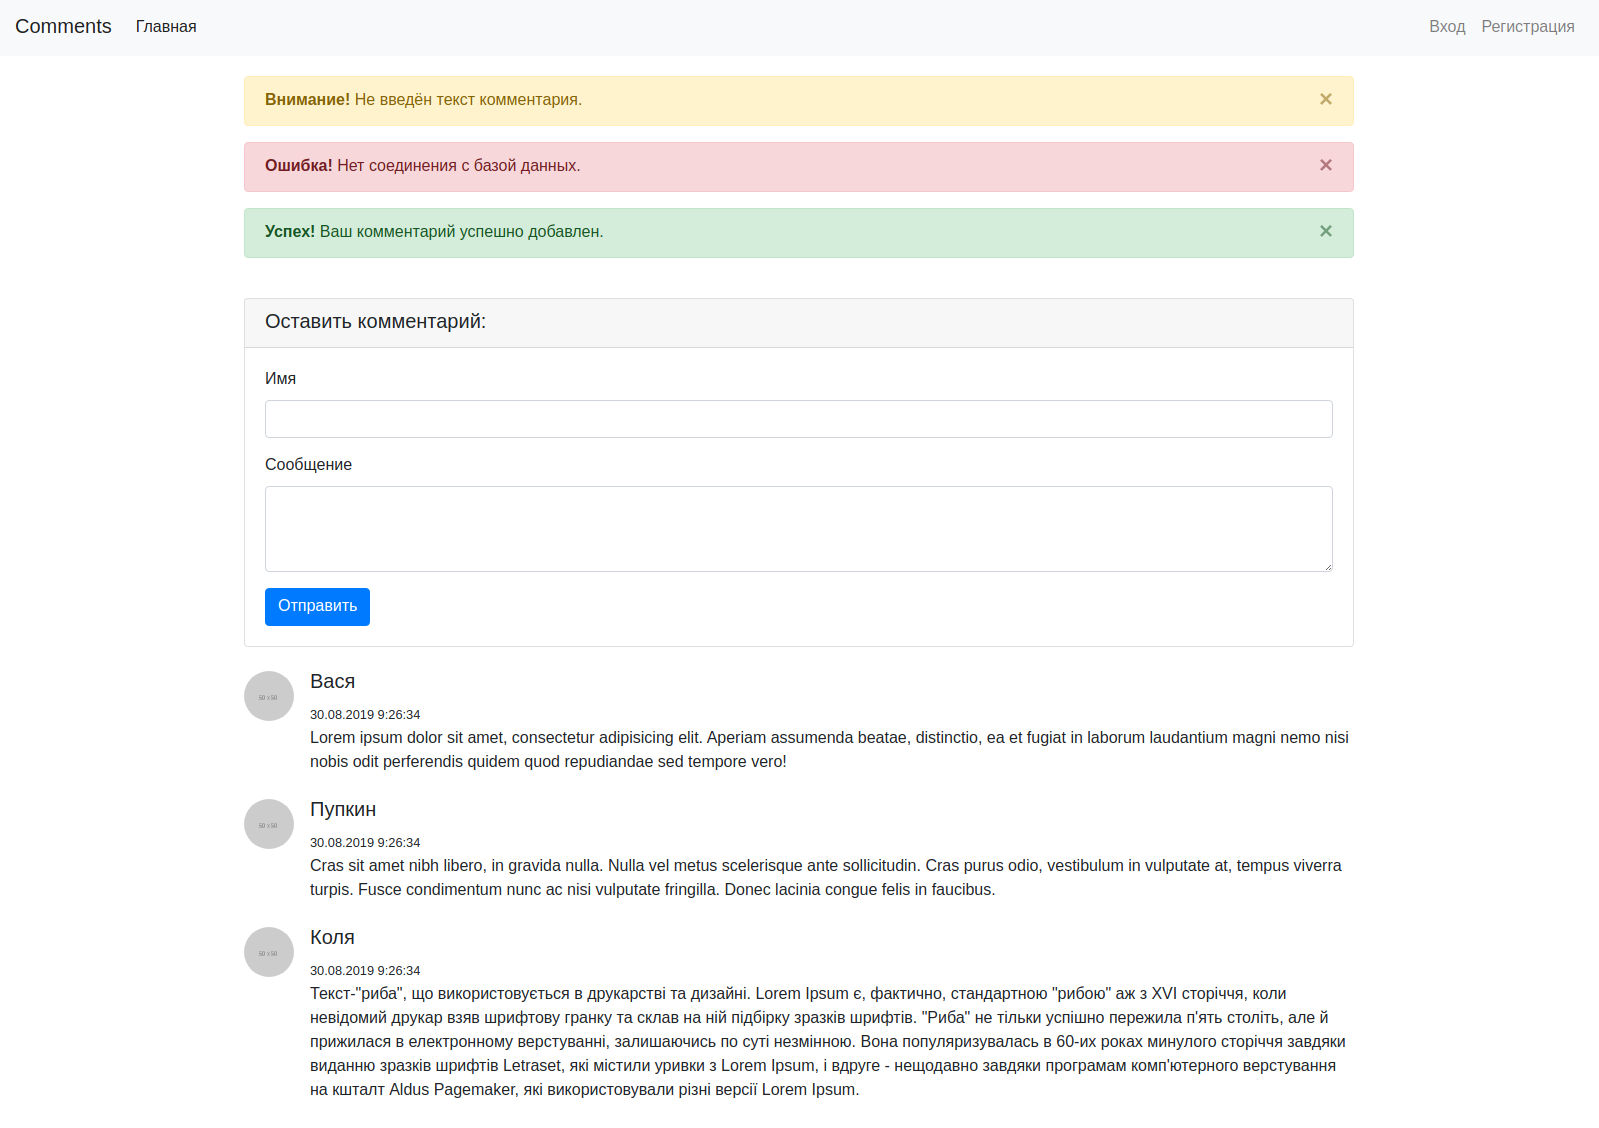 Comments Главная Вход Регистрация
Внимание! Не введён текст комментария. ×
Ошибка! Нет соединения с базой данных. ×
Успех! Ваш комментарий успешно добавлен. ×
Оставить комментарий:
Имя
Сообщение
Отправить
50 x 50
Вася
30.08.2019 9:26:34
Lorem ipsum dolor sit amet, consectetur adipisicing elit. Aperiam assumenda beatae, distinctio, ea et fugiat in laborum laudantium magni nemo nisi
nobis odit perferendis quidem quod repudiandae sed tempore vero!
50 x 50
Пупкин
30.08.2019 9:26:34
Cras sit amet nibh libero, in gravida nulla. Nulla vel metus scelerisque ante sollicitudin. Cras purus odio, vestibulum in vulputate at, tempus viverra
turpis. Fusce condimentum nunc ac nisi vulputate fringilla. Donec lacinia congue felis in faucibus.
50 x 50
Коля
30.08.2019 9:26:34
Текст-"риба", що використовується в друкарстві та дизайні. Lorem Ipsum є, фактично, стандартною "рибою" аж з XVI сторіччя, коли
невідомий друкар взяв шрифтову гранку та склав на ній підбірку зразків шрифтів. "Риба" не тільки успішно пережила п'ять століть, але й
прижилася в електронному верстуванні, залишаючись по суті незмінною. Вона популяризувалась в 60-их роках минулого сторіччя завдяки
виданню зразків шрифтів Letraset, які містили уривки з Lorem Ipsum, і вдруге - нещодавно завдяки програмам комп'ютерного верстування
на кшталт Aldus Pagemaker, які використовували різні версії Lorem Ipsum.